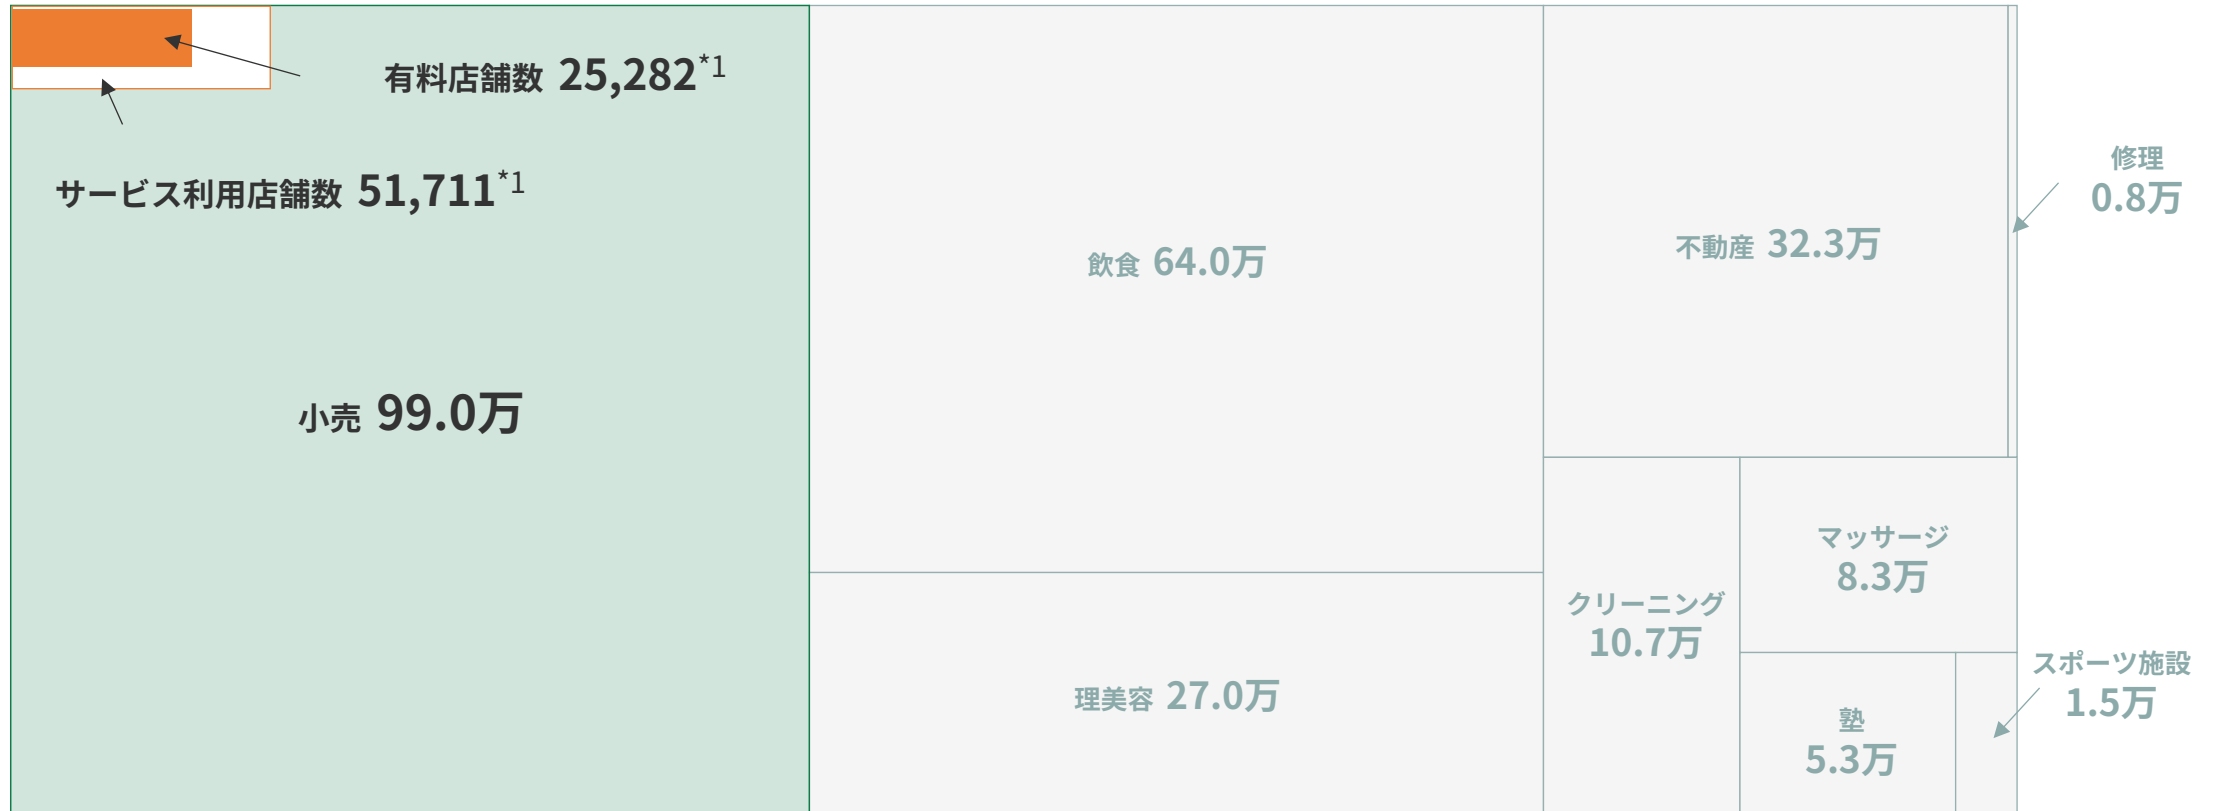 有料店舗数 25,282*1
サービス利用店舗数 51,711*1
小売 99.0万
飲食 64.0万
理美容 27.0万
不動産 32.3万
修理
0.8万
クリーニング
10.7万
マッサージ
8.3万
塾
5.3万
スポーツ施設
1.5万